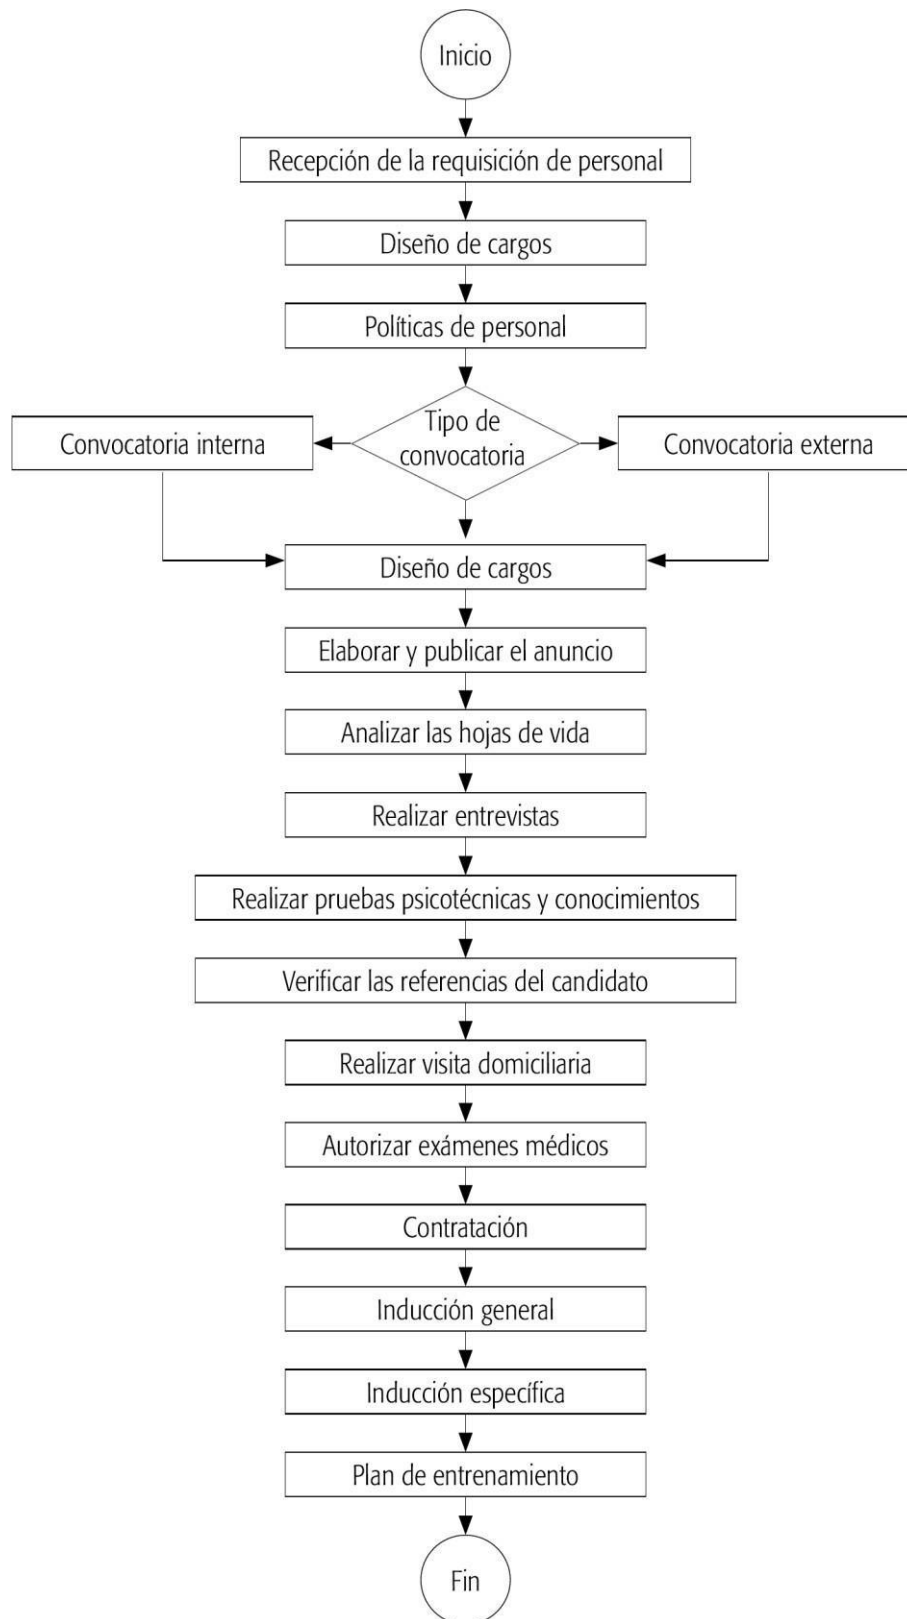 Inicio
Recepción de la requisición de personal
Diseño de cargos
Políticas de personal
Convocatoria interna
Tipo de
convocatoria
Convocatoria externa
Diseño de cargos
Elaborar y publicar el anuncio
Analizar las hojas de vida
Realizar entrevistas
Realizar pruebas psicotécnicas y conocimientos
Verificar las referencias del candidato
Realizar visita domiciliaria
Autorizar exámenes médicos
Contratación
Inducción general
Inducción específica
Plan de entrenamiento
Fin